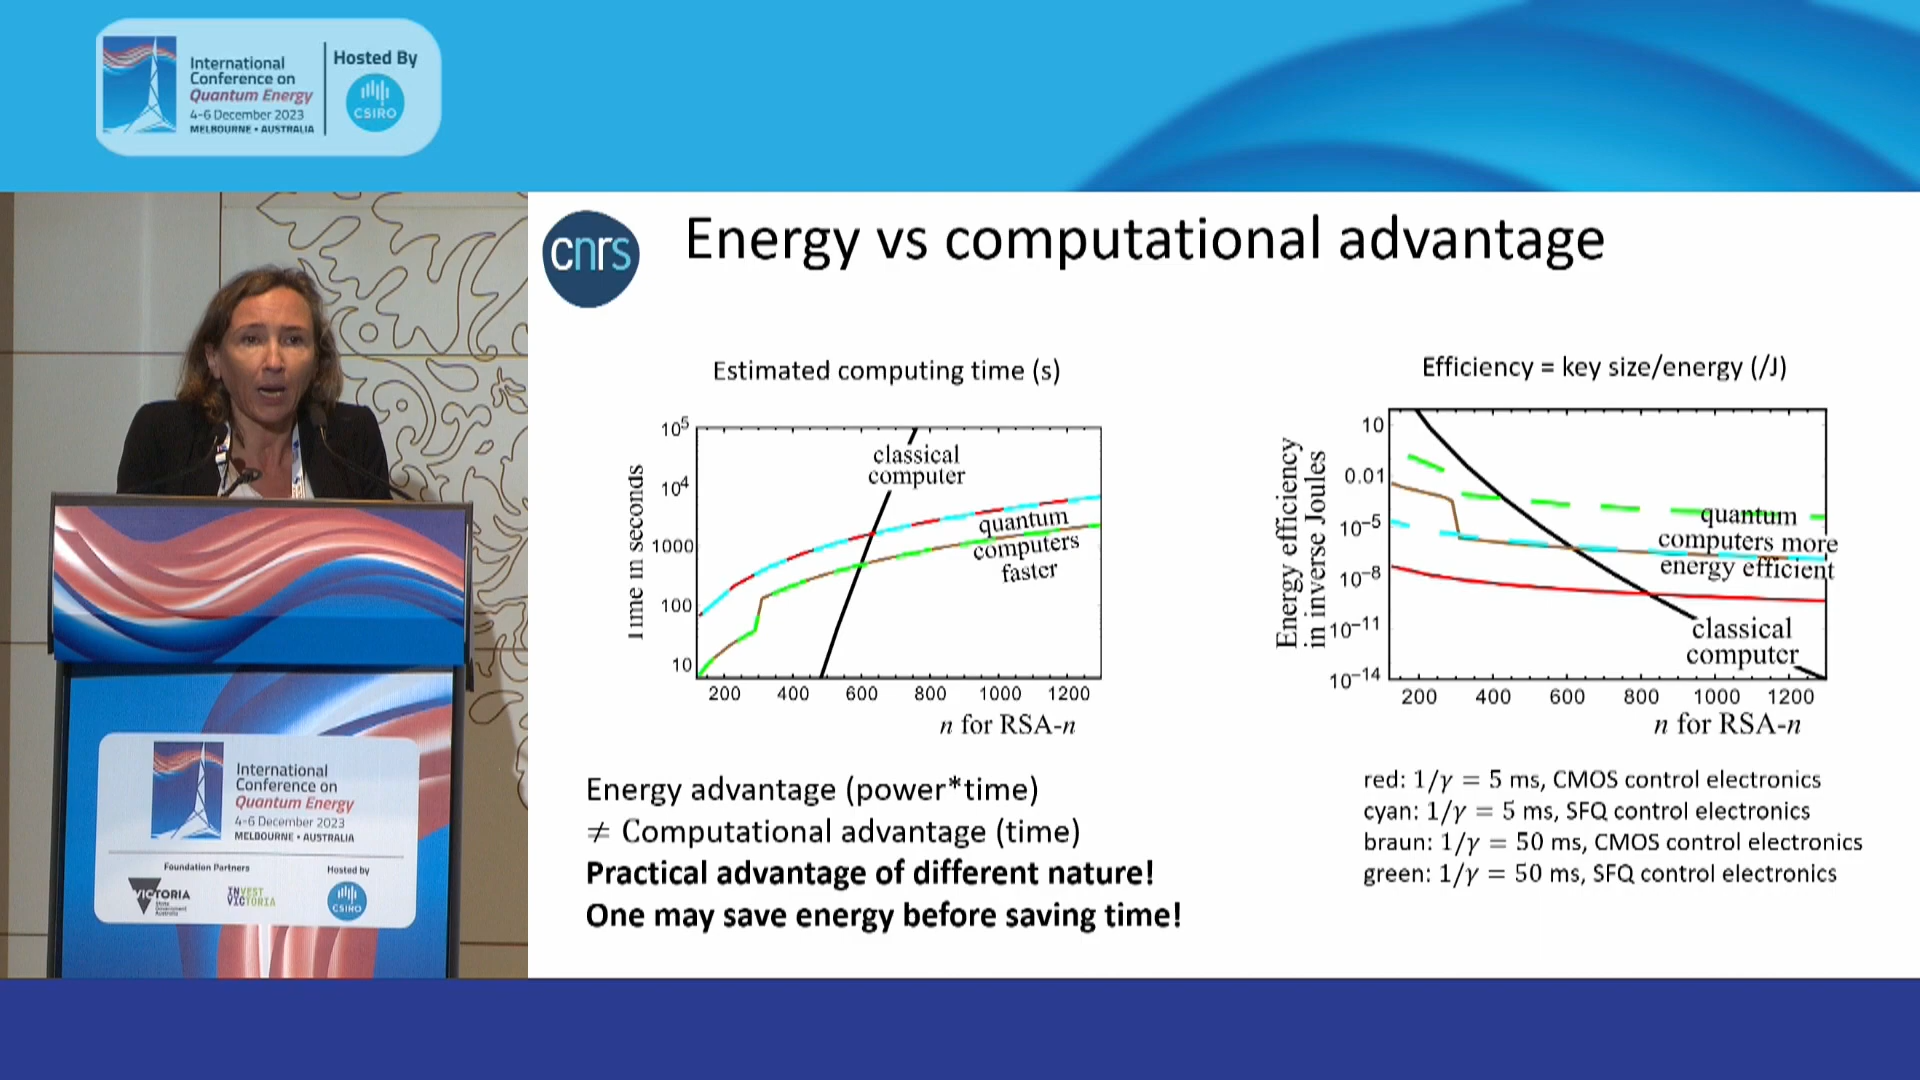 International
Conference on
Quantum Energy
4-6 December 2023
MELBOURNE • AUSTRALIA
Hosted By
CSIRO
cnrs
Energy vs computational advantage
Estimated computing time (s)
Time in seconds
10⁵
10⁴
1000
100
10
classical
computer
quantum
computers
faster
200 400 600 800 1000 1200
n for RSA-n
Efficiency = key size/energy (/J)
Energy efficiency
in inverse Joules
10
0.01
10⁻⁵
10⁻⁸
10⁻¹¹
10⁻¹⁴
quantum
computers more
energy efficient
classical
computer
200 400 600 800 1000 1200
n for RSA-n
Energy advantage (power*time)
≠ Computational advantage (time)
Practical advantage of different nature!
One may save energy before saving time!
red: 1/γ = 5 ms, CMOS control electronics
cyan: 1/γ = 5 ms, SFQ control electronics
braun: 1/γ = 50 ms, CMOS control electronics
green: 1/γ = 50 ms, SFQ control electronics
International
Conference on
Quantum Energy
4-6 December 2023
MELBOURNE • AUSTRALIA
Foundation Partners
Hosted by
VICTORIA
State
Government
Australia
INVEST
VICTORIA
CSIRO